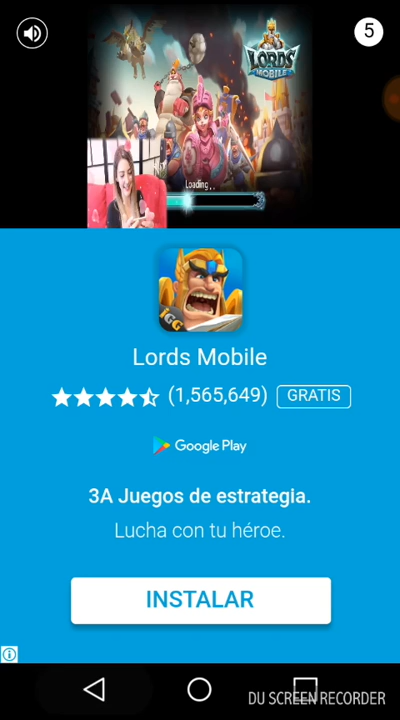 5
LORDS
MOBILE
Loading...
IGG
Lords Mobile
(1,565,649) GRATIS
Google Play
3A Juegos de estrategia.
Lucha con tu héroe.
INSTALAR
DU SCREEN RECORDER